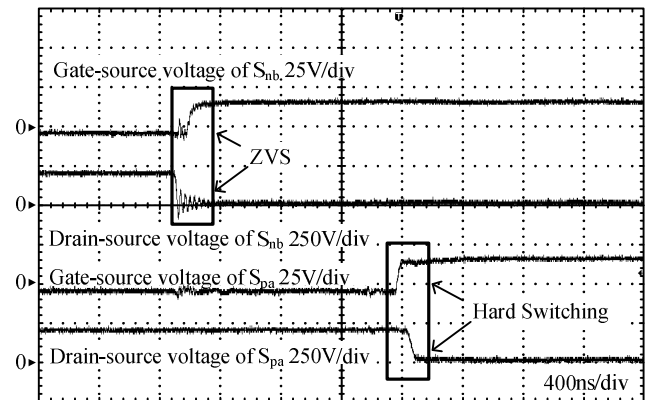 Gate-source voltage of Snb 25V/div
0
ZVS
0
Drain-source voltage of Snb 250V/div
Gate-source voltage of Spa 25V/div
0
Hard Switching
0
Drain-source voltage of Spa 250V/div
400ns/div